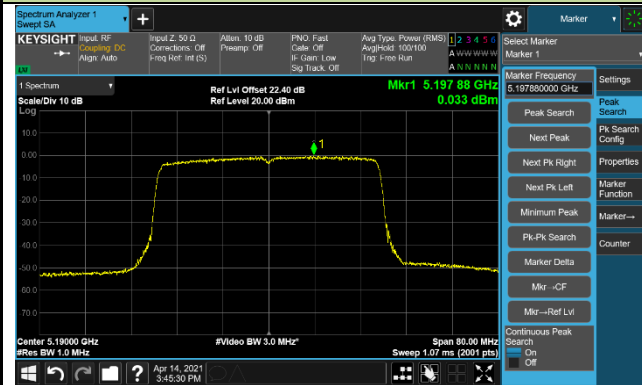 Spectrum Analyzer 1
Swept SA
+
Marker
KEYSIGHT
Input: RF
Coupling: DC
Align: Auto
Input Z: 50 Ω
Corrections: Off
Freq Ref: Int (S)
Atten: 10 dB
Preamp: Off
PNO: Fast
Gate: Off
IF Gain: Low
Sig Track: Off
Avg Type: Power (RMS)
Avg|Hold: 100/100
Trig: Free Run
1 2 3 4 5 6
A W W W W W
A N N N N N
LXI
Select Marker
Marker 1
1 Spectrum
Scale/Div 10 dB
Log
Ref Lvl Offset 22.40 dB
Ref Level 20.00 dBm
Mkr1 5.197 88 GHz
0.033 dBm
10.0
0.00
10.0
20.0
30.0
40.0
-50.0
60.0
70.0
1
Center 5.19000 GHz
#Res BW 1.0 MHz
#Video BW 3.0 MHz*
Span 80.00 MHz
Sweep 1.07 ms (2001 pts)
Marker Frequency
5.197880000 GHz
Peak Search
Next Peak
Next Pk Right
Next Pk Left
Minimum Peak
Pk-Pk Search
Marker Delta
Mkr→CF
Mkr→Ref Lvl
Continuous Peak
Search
On
Off
Settings
Peak
Search
Pk Search
Config
Properties
Marker
Function
Marker→
Counter
?
Apr 14, 2021
3:45:30 PM